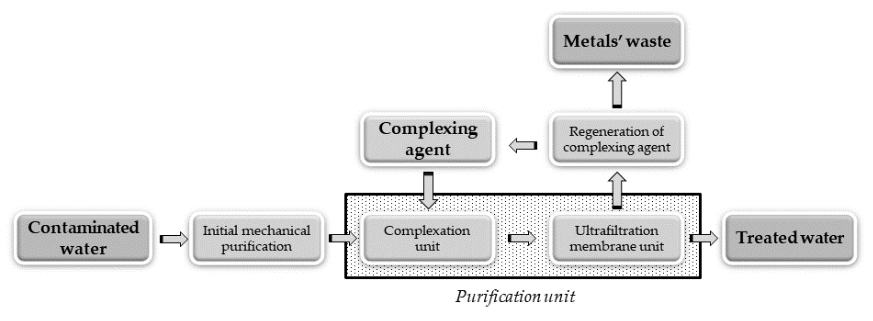 Metals' waste
Complexing
agent
Regeneration of
complexing agent
Contaminated
water
Initial mechanical
purification
Complexation
unit
Ultrafiltration
membrane unit
Treated water
Purification unit